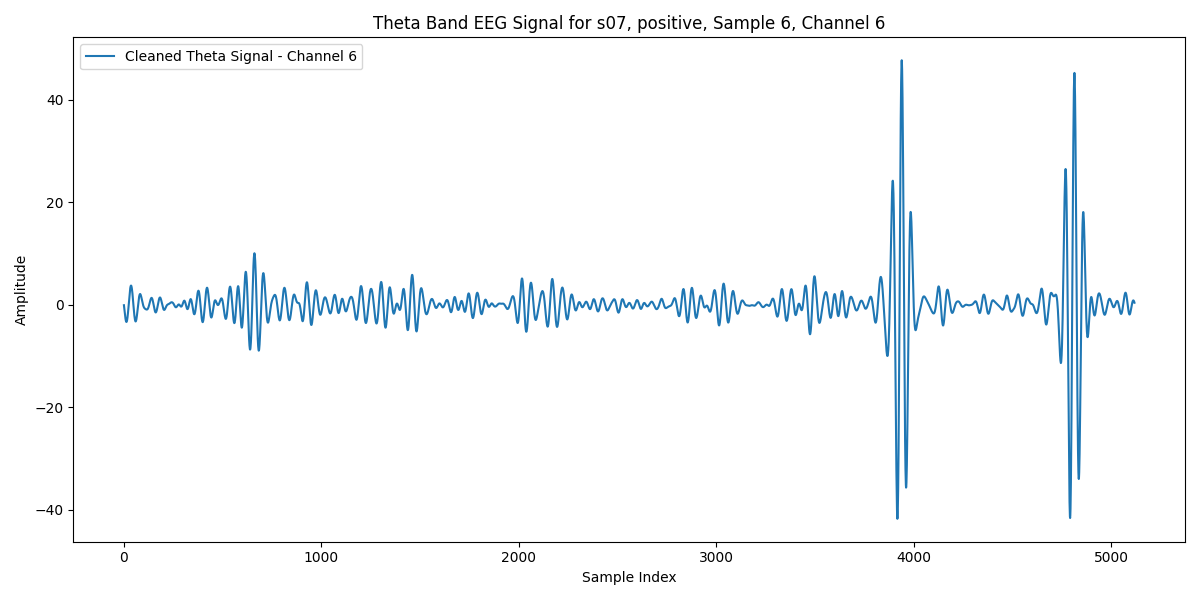 Theta Band EEG Signal for s07, positive, Sample 6, Channel 6
Cleaned Theta Signal - Channel 6
Amplitude
40
20
0
−20
−40
0 1000 2000 3000 4000 5000
Sample Index